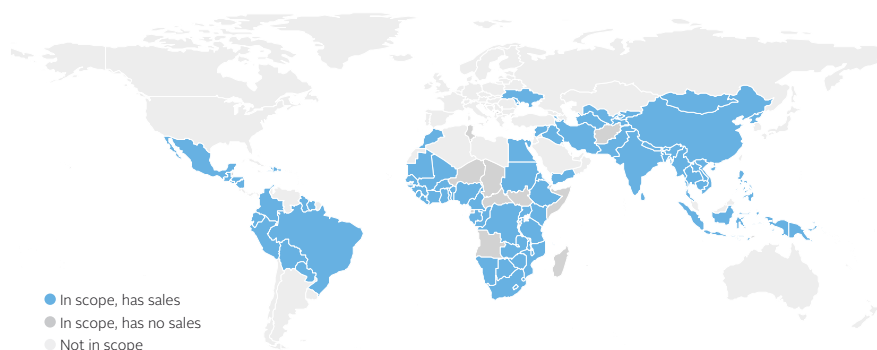 In scope, has sales
In scope, has no sales
Not in scope